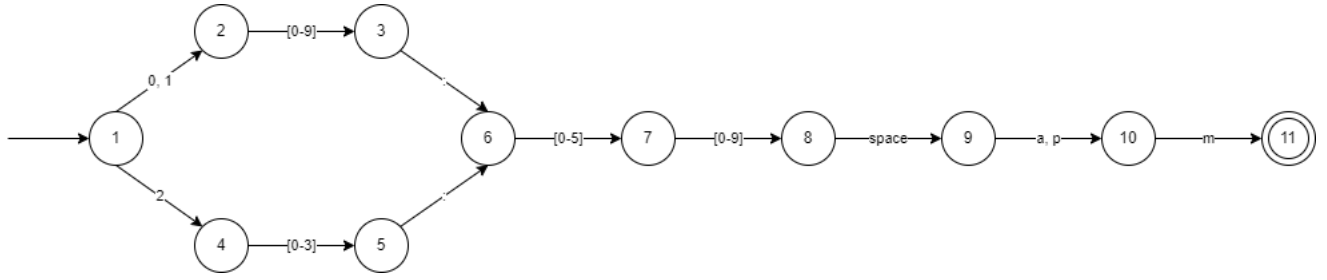 2 [0-9] 3
0, 1 :
1 6 [0-5] 7 [0-9] 8 space 9 a, p 10 m 11
2 :
4 [0-3] 5